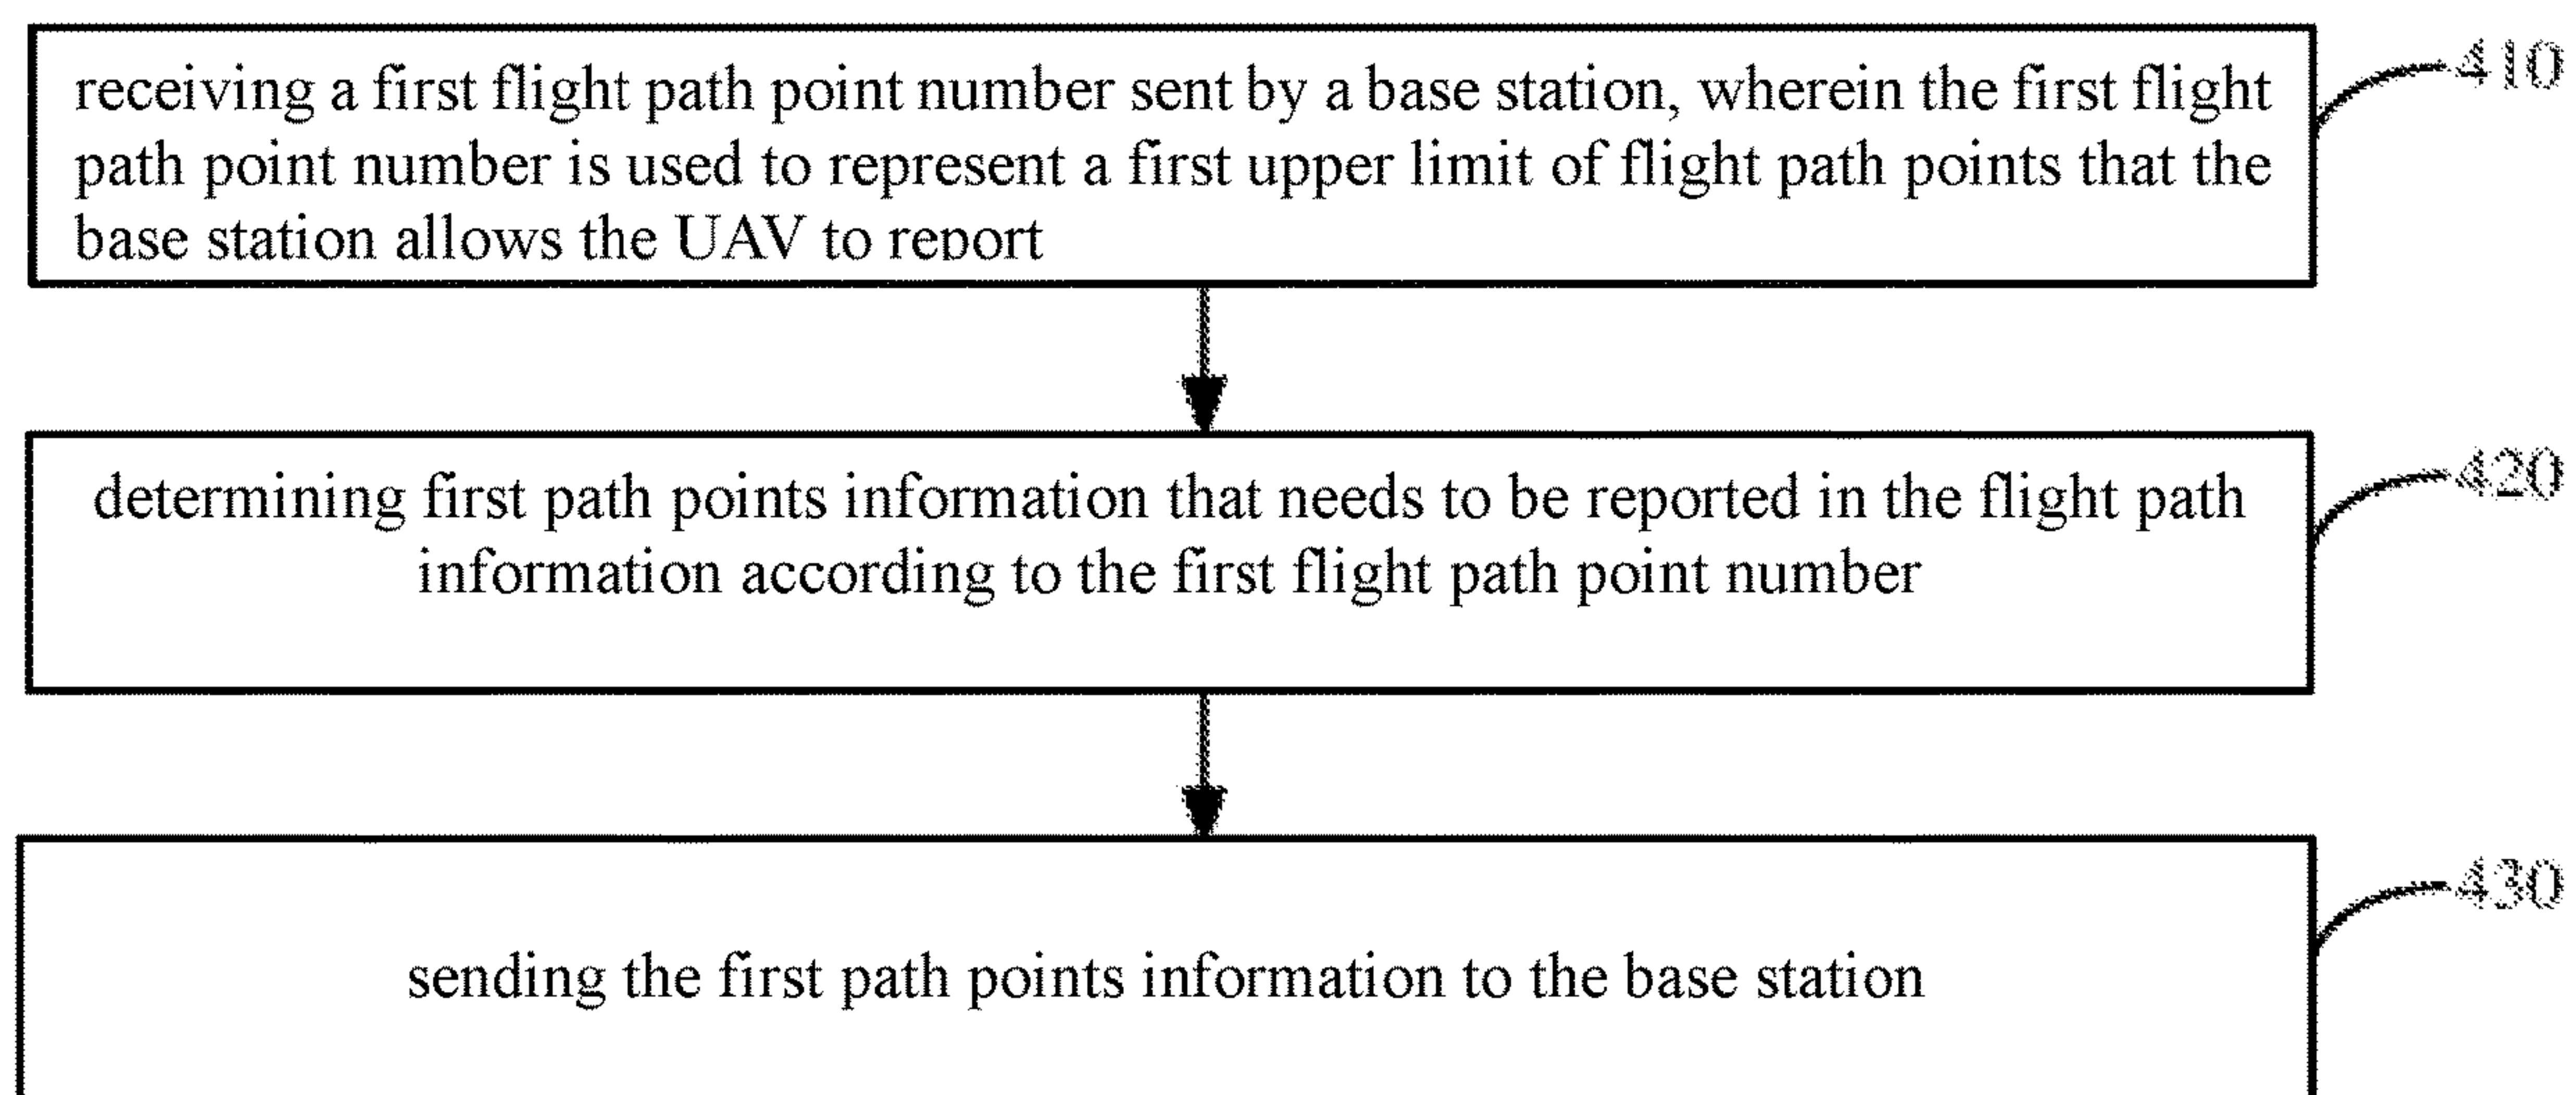 receiving a first flight path point number sent by a base station, wherein the first flight
410
path point number is used to represent a first upper limit of flight path points that the
base station allows the UAV to report
determining first path points information that needs to be reported in the flight path
420
information according to the first flight path point number
sending the first path points information to the base station
430